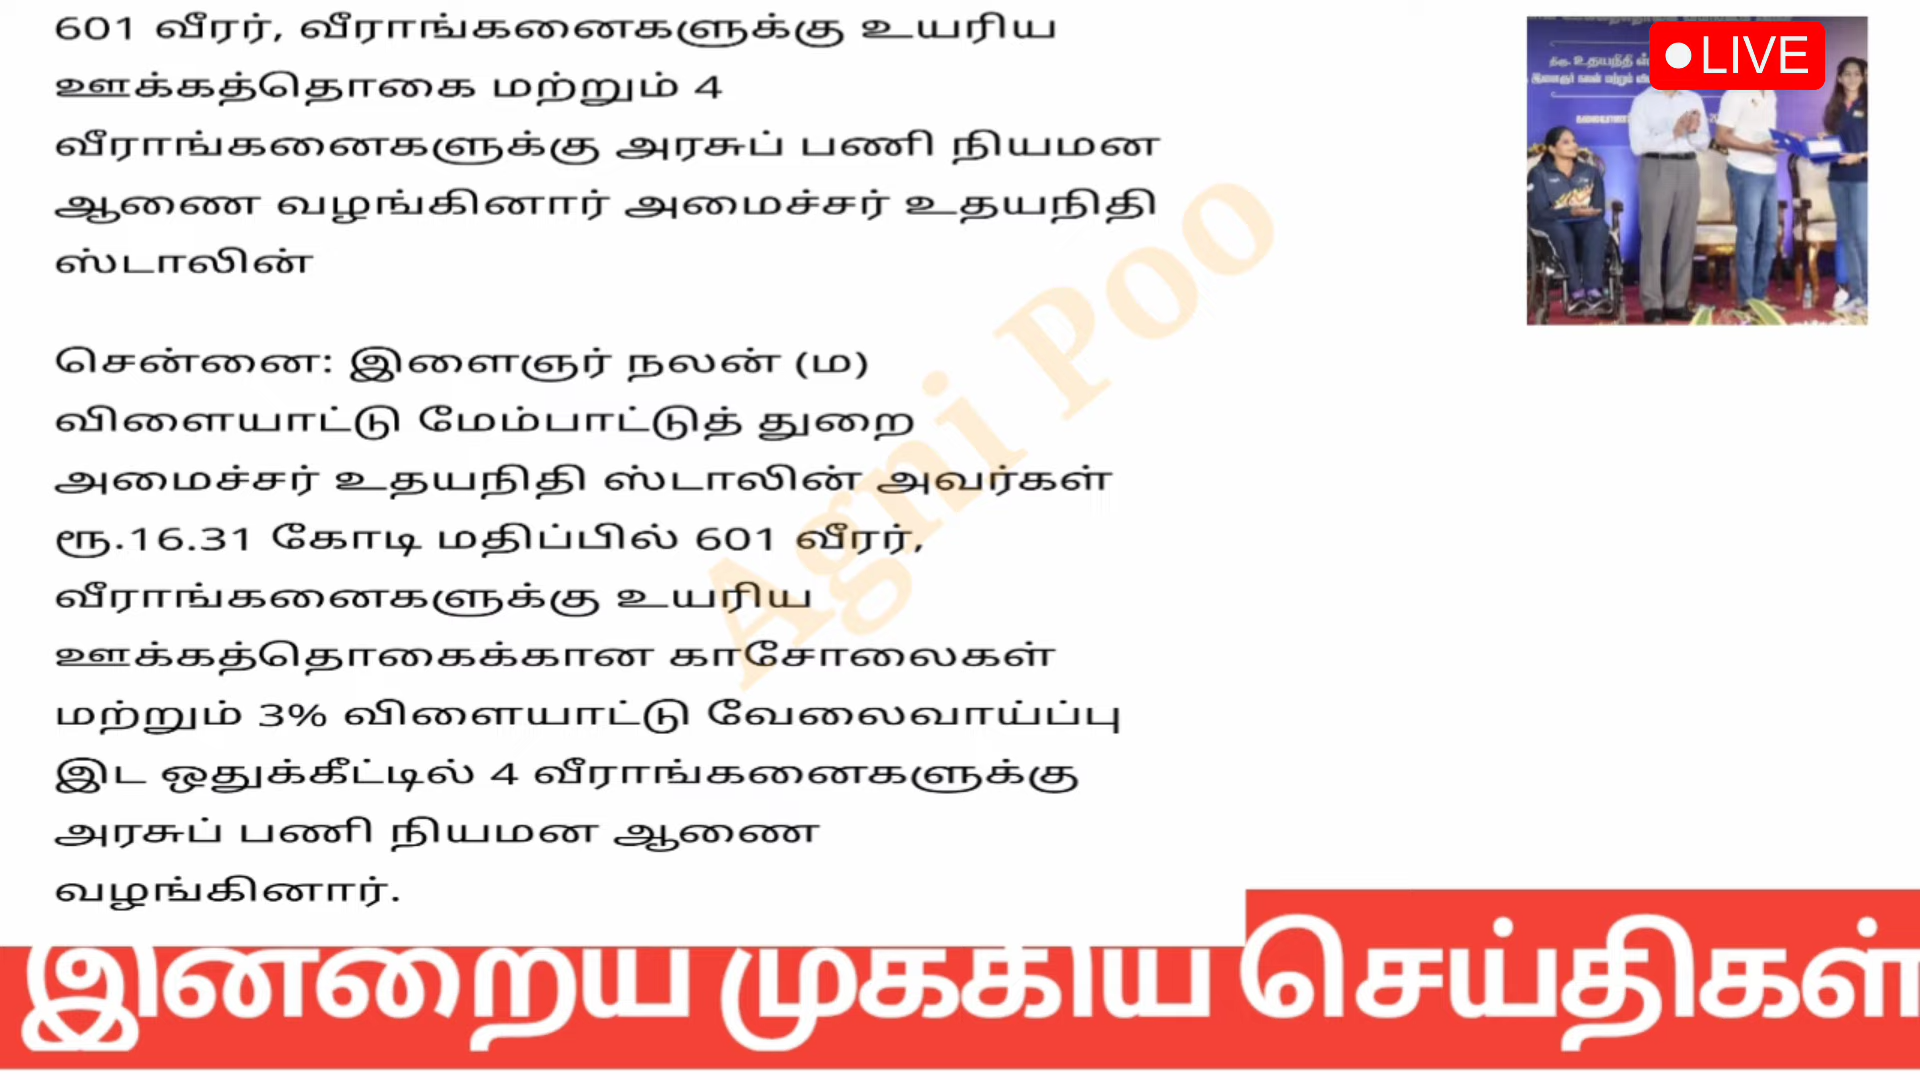 601 வீரர், வீராங்கனைகளுக்கு உயரிய
ஊக்கத்தொகை மற்றும் 4
வீராங்கனைகளுக்கு அரசுப் பணி நியமன
ஆணை வழங்கினார் அமைச்சர் உதயநிதி
ஸ்டாலின்
சென்னை: இளைஞர் நலன் (ம)
விளையாட்டு மேம்பாட்டுத் துறை
அமைச்சர் உதயநிதி ஸ்டாலின் அவர்கள்
ரூ.16.31 கோடி மதிப்பில் 601 வீரர்,
வீராங்கனைகளுக்கு உயரிய
ஊக்கத்தொகைக்கான காசோலைகள்
மற்றும் 3% விளையாட்டு வேலைவாய்ப்பு
இட ஒதுக்கீட்டில் 4 வீராங்கனைகளுக்கு
அரசுப் பணி நியமன ஆணை
வழங்கினார்.
Agni Poo
LIVE
திரு. உதயநிதி
இன்றைய முக்கிய செய்திகள்